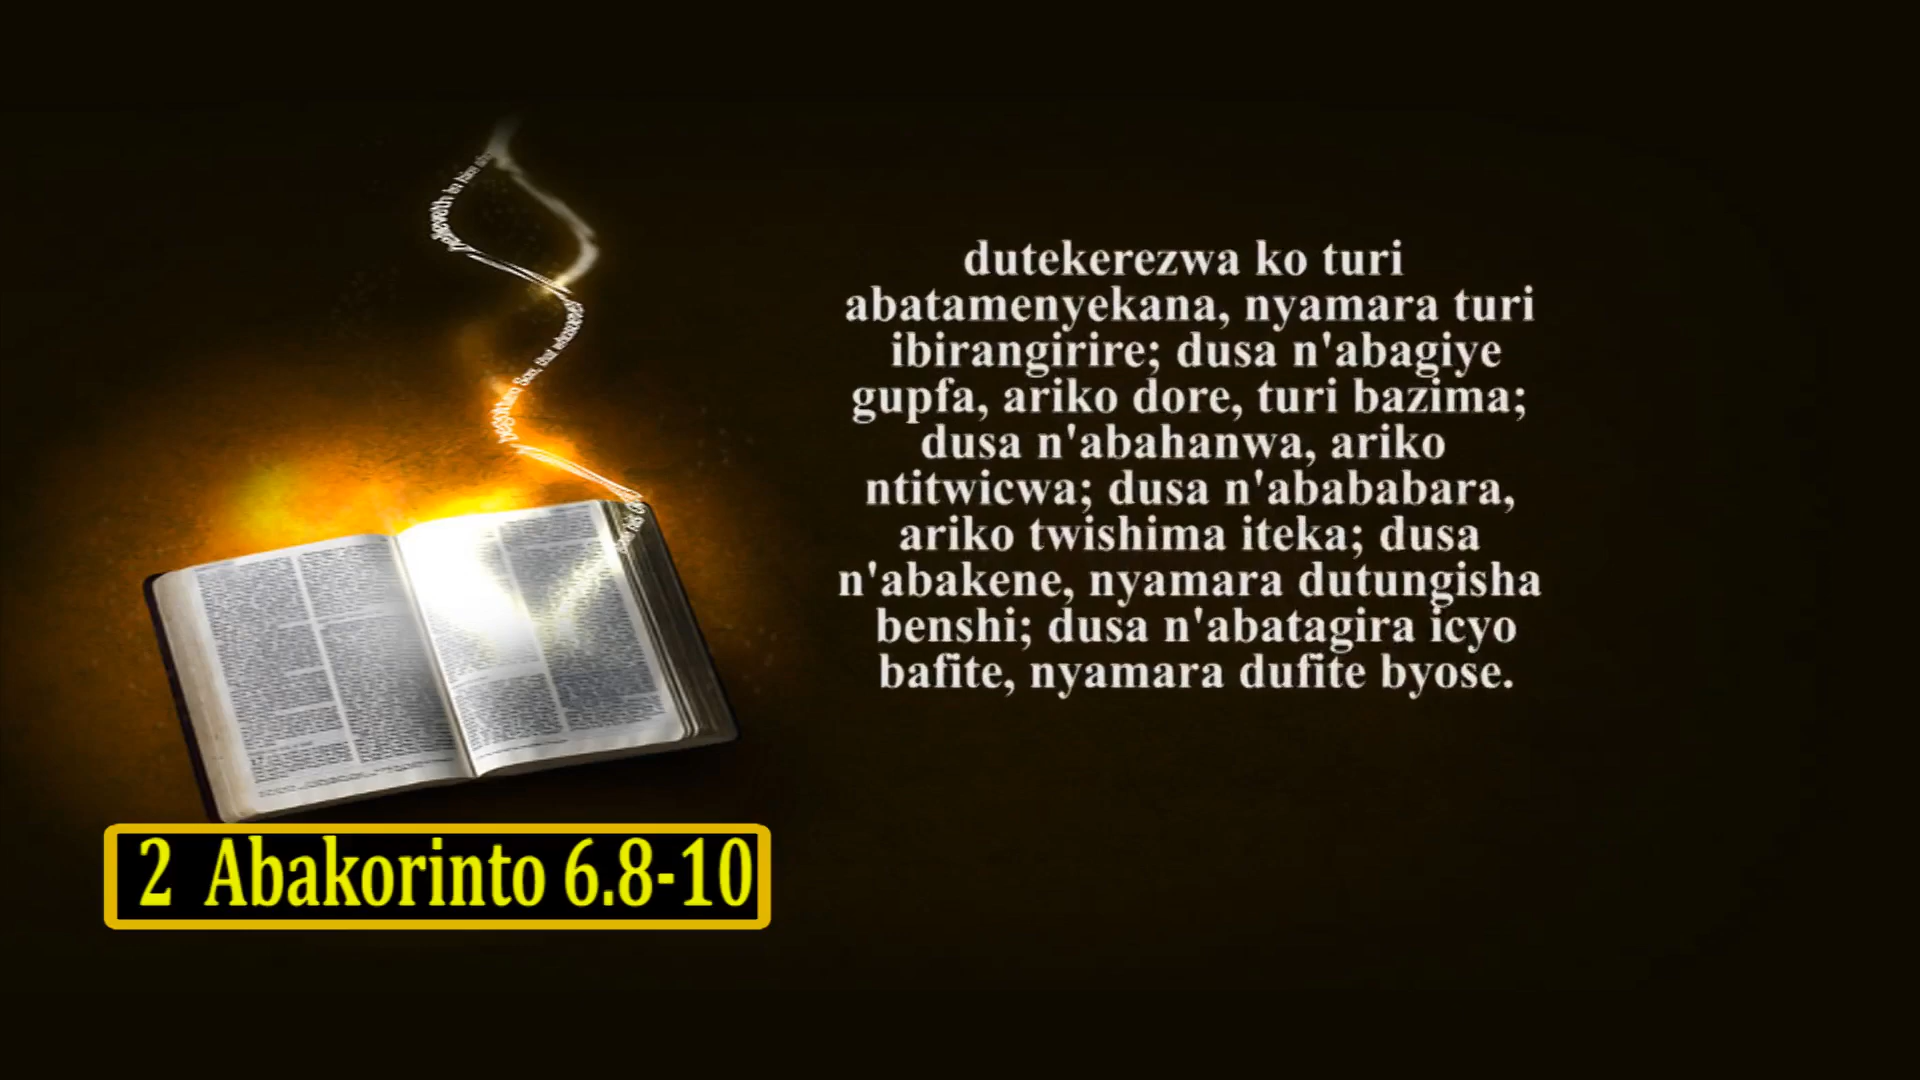 dutekerezwa ko turi
abatamenyekana, nyamara turi
ibirangirire; dusa n'abagiye
gupfa, ariko dore, turi bazima;
dusa n'abahanwa, ariko
ntitwicwa; dusa n'abababara,
ariko twishima iteka; dusa
n'abakene, nyamara dutungisha
benshi; dusa n'abatagira icyo
bafite, nyamara dufite byose.
2 Abakorinto 6.8-10